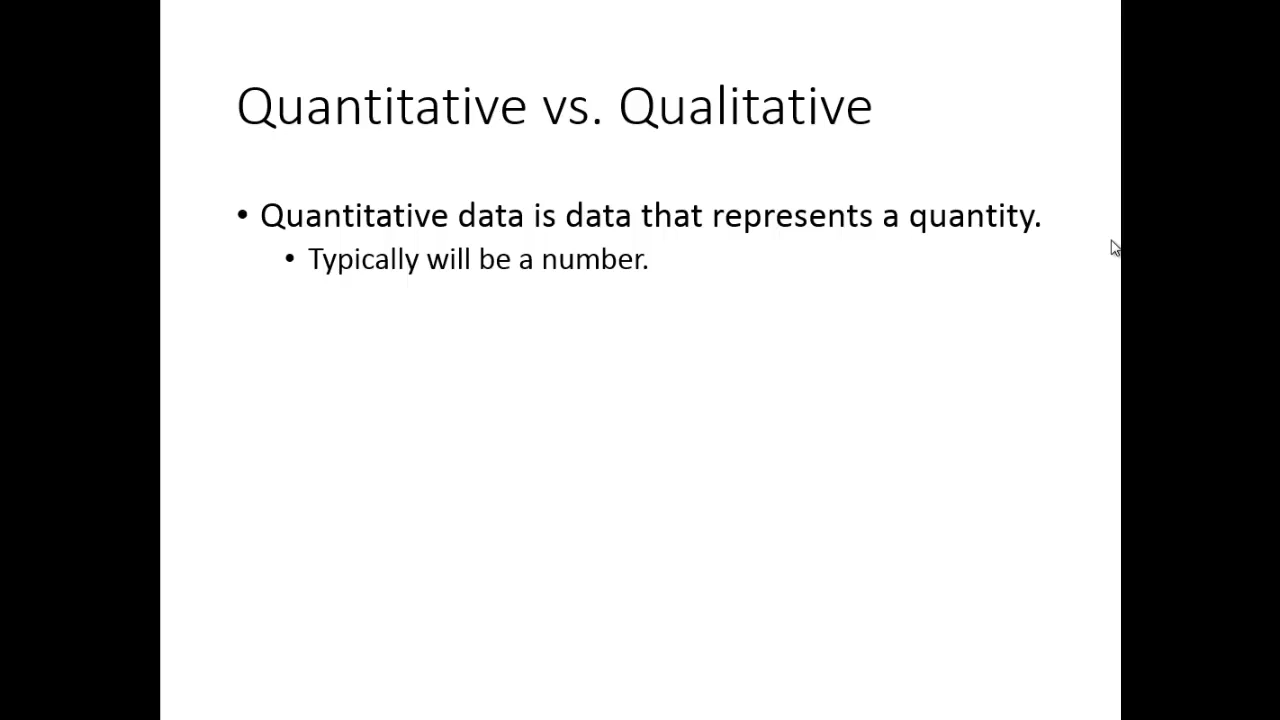 Quantitative vs. Qualitative
• Quantitative data is data that represents a quantity.
• Typically will be a number.